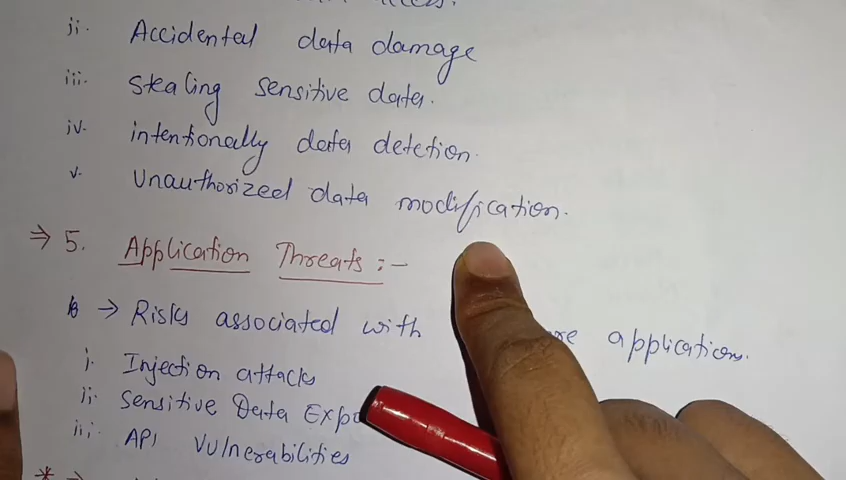 ii. Accidental data damage
iii. Stealing sensitive data.
iv. intentionally data deletion.
v. Unauthorized data modification.
⇒ 5. Application Threats :-
→ Risks associated with applications.
i. Injection attacks
ii. Sensitive Data
iii. API Vulnerabilities